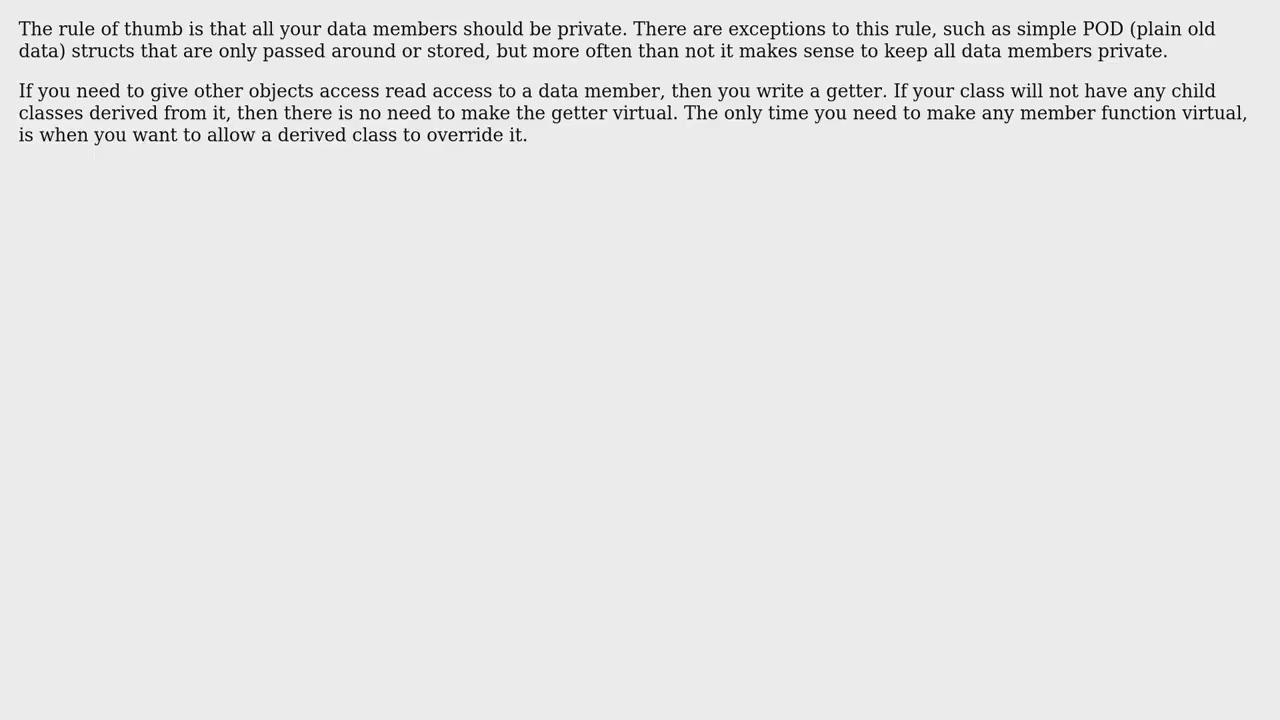 The rule of thumb is that all your data members should be private. There are exceptions to this rule, such as simple POD (plain old
data) structs that are only passed around or stored, but more often than not it makes sense to keep all data members private.
If you need to give other objects access read access to a data member, then you write a getter. If your class will not have any child
classes derived from it, then there is no need to make the getter virtual. The only time you need to make any member function virtual,
is when you want to allow a derived class to override it.